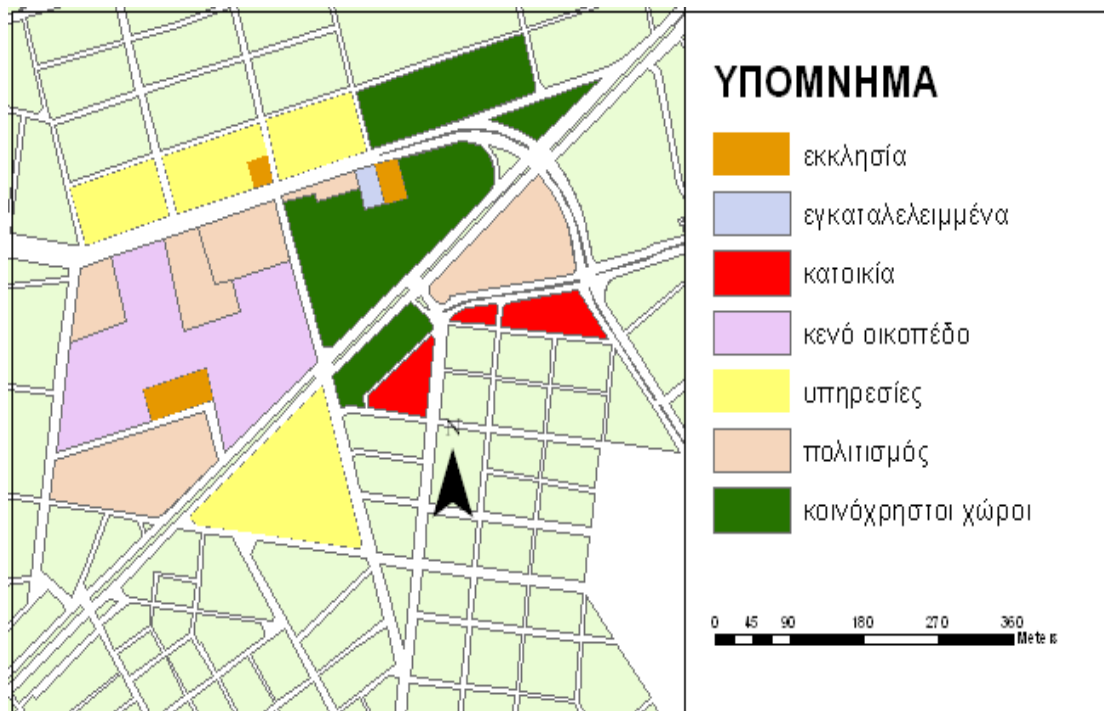 ΥΠΟΜΝΗΜΑ
εκκλησία
εγκαταλελειμμένα
κατοικία
κενό οικοπέδο
υπηρεσίες
πολιτισμός
κοινόχρηστοι χώροι
N
0 45 90 180 270 360
Meters